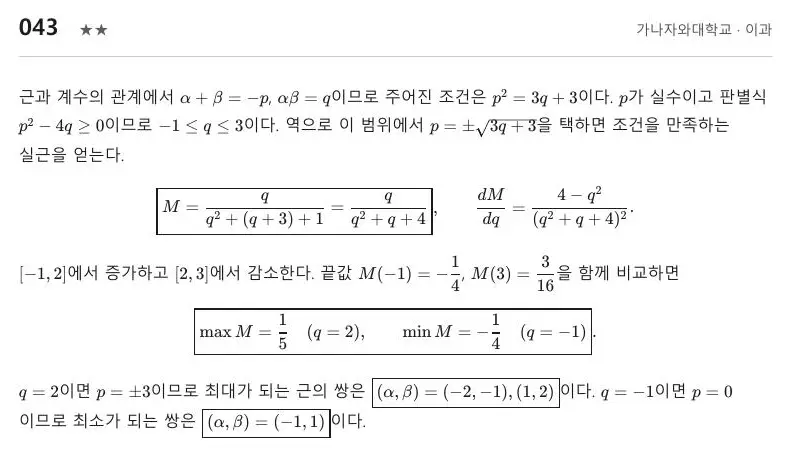 043 ★★ 가나자와대학교 · 이과
근과 계수의 관계에서 α + β = −p, αβ = q이므로 주어진 조건은 p² = 3q + 3이다. p가 실수이고 판별식
p² − 4q ≥ 0이므로 −1 ≤ q ≤ 3이다. 역으로 이 범위에서 p = ±√(3q + 3)을 택하면 조건을 만족하는
실근을 얻는다.
M = q/(q² + (q + 3) + 1) = q/(q² + q + 4), dM/dq = (4 − q²)/(q² + q + 4)².
[−1, 2]에서 증가하고 [2, 3]에서 감소한다. 끝값 M(−1) = −1/4, M(3) = 3/16을 함께 비교하면
max M = 1/5 (q = 2), min M = −1/4 (q = −1).
q = 2이면 p = ±3이므로 최대가 되는 근의 쌍은 (α, β) = (−2, −1), (1, 2)이다. q = −1이면 p = 0
이므로 최소가 되는 쌍은 (α, β) = (−1, 1)이다.